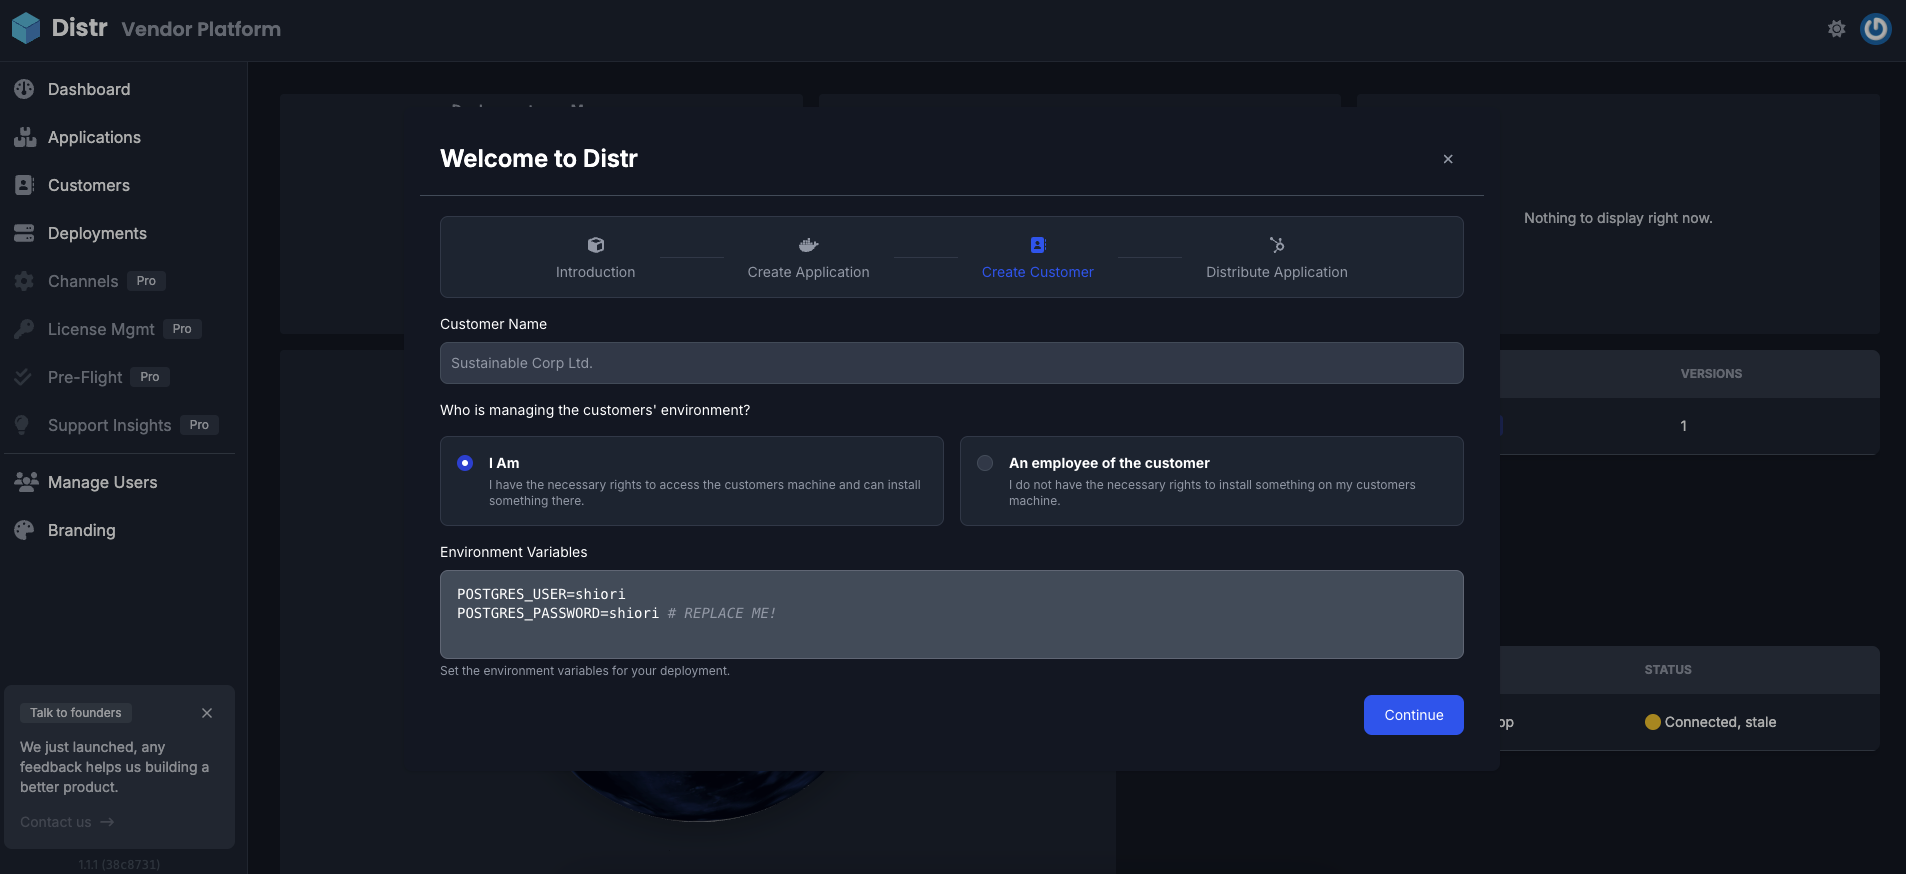 Distr Vendor Platform
Dashboard
Applications
Customers
Deployments
Channels Pro
License Mgmt Pro
Pre-Flight Pro
Support Insights Pro
Manage Users
Branding
Talk to founders
We just launched, any
feedback helps us building a
better product.
Contact us →
1.1.1 (38c8731)
Welcome to Distr
Introduction
Create Application
Create Customer
Distribute Application
Customer Name
Sustainable Corp Ltd.
Who is managing the customers' environment?
I Am
I have the necessary rights to access the customers machine and can install
something there.
An employee of the customer
I do not have the necessary rights to install something on my customers
machine.
Environment Variables
POSTGRES_USER=shiori
POSTGRES_PASSWORD=shiori # REPLACE ME!
Set the environment variables for your deployment.
Continue
Nothing to display right now.
VERSIONS
1
STATUS
Connected, stale